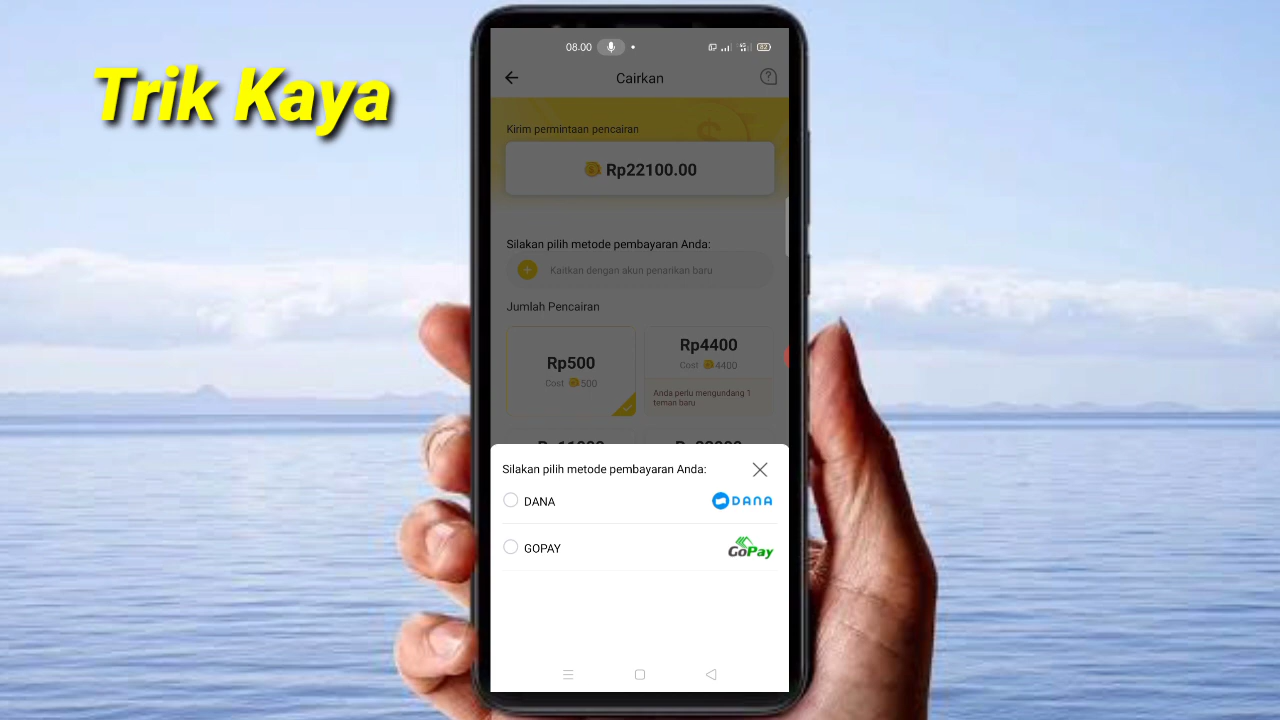 Trik Kaya
08.00
82
Cairkan
Kirim permintaan pencairan
Rp22100.00
Silakan pilih metode pembayaran Anda:
Kaitkan dengan akun penarikan baru
Jumlah Pencairan
Rp500
Cost 500
Rp4400
Cost 4400
Anda perlu mengundang 1
teman baru
Silakan pilih metode pembayaran Anda:
DANA
DANA
GOPAY
GoPay